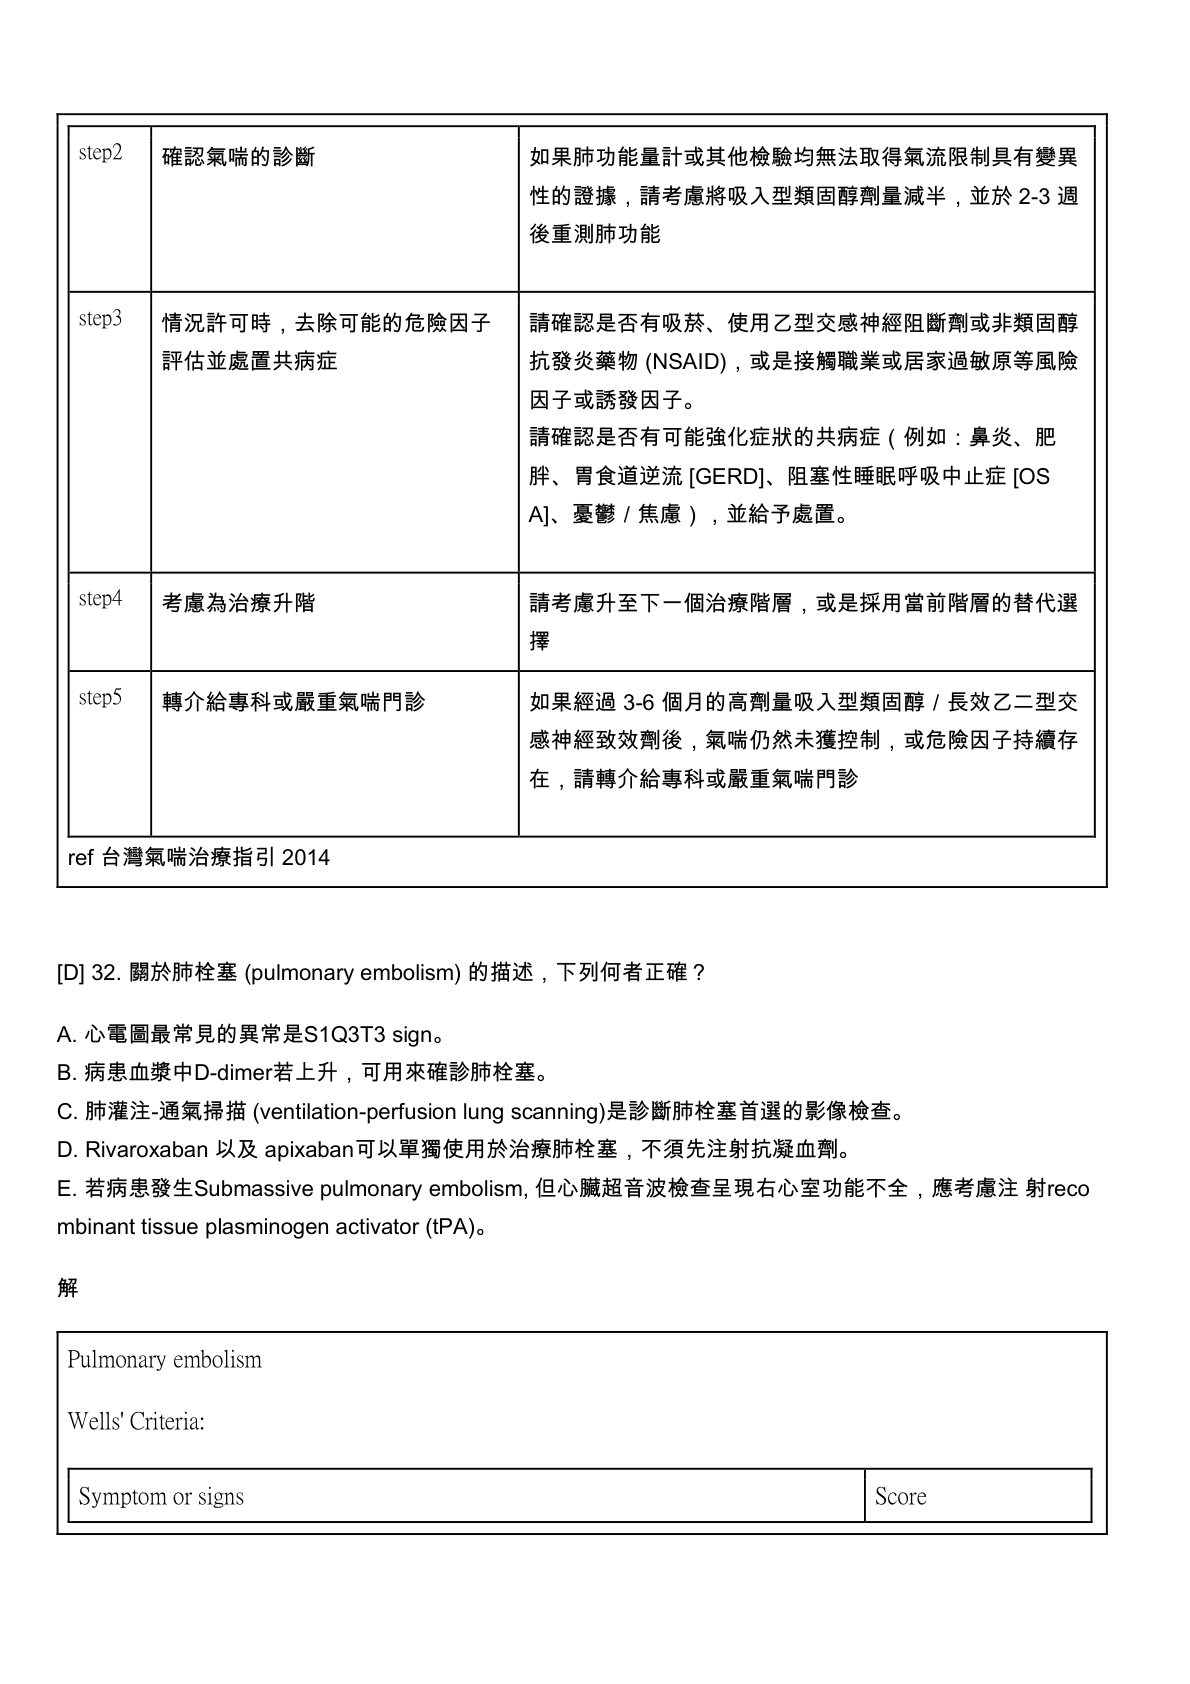 step2
確認氣喘的診斷
如果肺功能量計或其他檢驗均無法取得氣流限制具有變異
性的證據，請考慮將吸入型類固醇劑量減半，並於 2-3 週
後重測肺功能
step3
情況許可時，去除可能的危險因子
評估並處置共病症
請確認是否有吸菸、使用乙型交感神經阻斷劑或非類固醇
抗發炎藥物 (NSAID)，或是接觸職業或居家過敏原等風險
因子或誘發因子。
請確認是否有可能強化症狀的共病症（例如：鼻炎、肥
胖、胃食道逆流 [GERD]、阻塞性睡眠呼吸中止症 [OS
A]、憂鬱／焦慮），並給予處置。
step4
考慮為治療升階
請考慮升至下一個治療階層，或是採用當前階層的替代選
擇
step5
轉介給專科或嚴重氣喘門診
如果經過 3-6 個月的高劑量吸入型類固醇／長效乙二型交
感神經致效劑後，氣喘仍然未獲控制，或危險因子持續存
在，請轉介給專科或嚴重氣喘門診
ref 台灣氣喘治療指引 2014
[D] 32. 關於肺栓塞 (pulmonary embolism) 的描述，下列何者正確？
A. 心電圖最常見的異常是S1Q3T3 sign。
B. 病患血漿中D-dimer若上升，可用來確診肺栓塞。
C. 肺灌注-通氣掃描 (ventilation-perfusion lung scanning)是診斷肺栓塞首選的影像檢查。
D. Rivaroxaban 以及 apixaban可以單獨使用於治療肺栓塞，不須先注射抗凝血劑。
E. 若病患發生Submassive pulmonary embolism, 但心臟超音波檢查呈現右心室功能不全，應考慮注 射reco
mbinant tissue plasminogen activator (tPA)。
解
Pulmonary embolism
Wells' Criteria:
Symptom or signs
Score